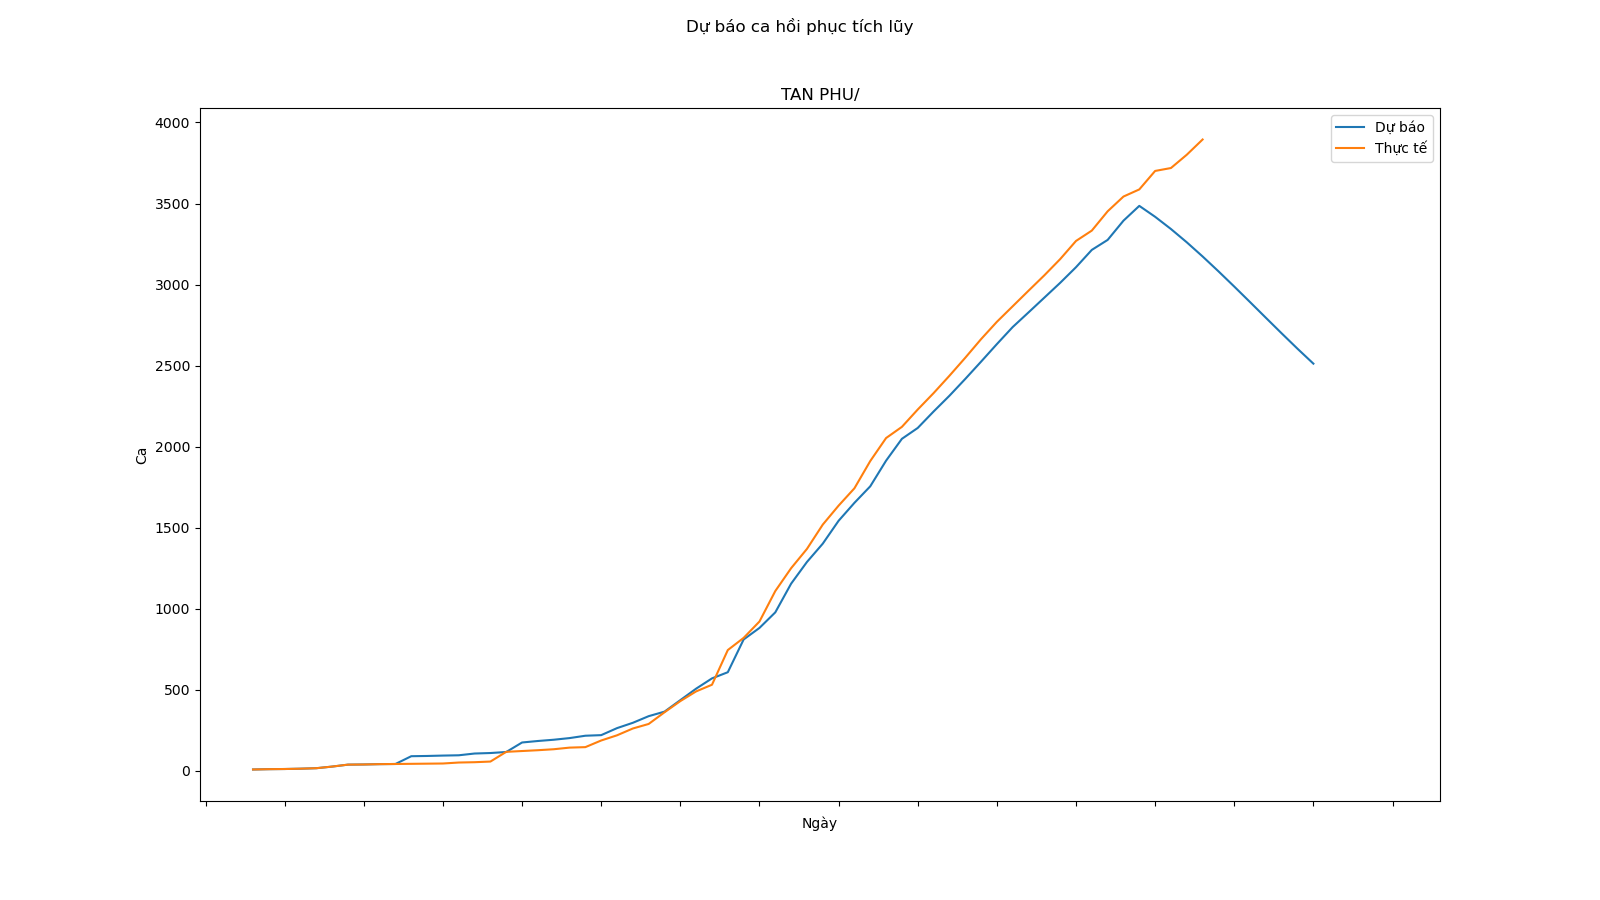 Dự báo ca hồi phục tích lũy
TAN PHU/
4000
3500
3000
2500
2000
1500
1000
500
0
Ca
Ngày
Dự báo
Thực tế